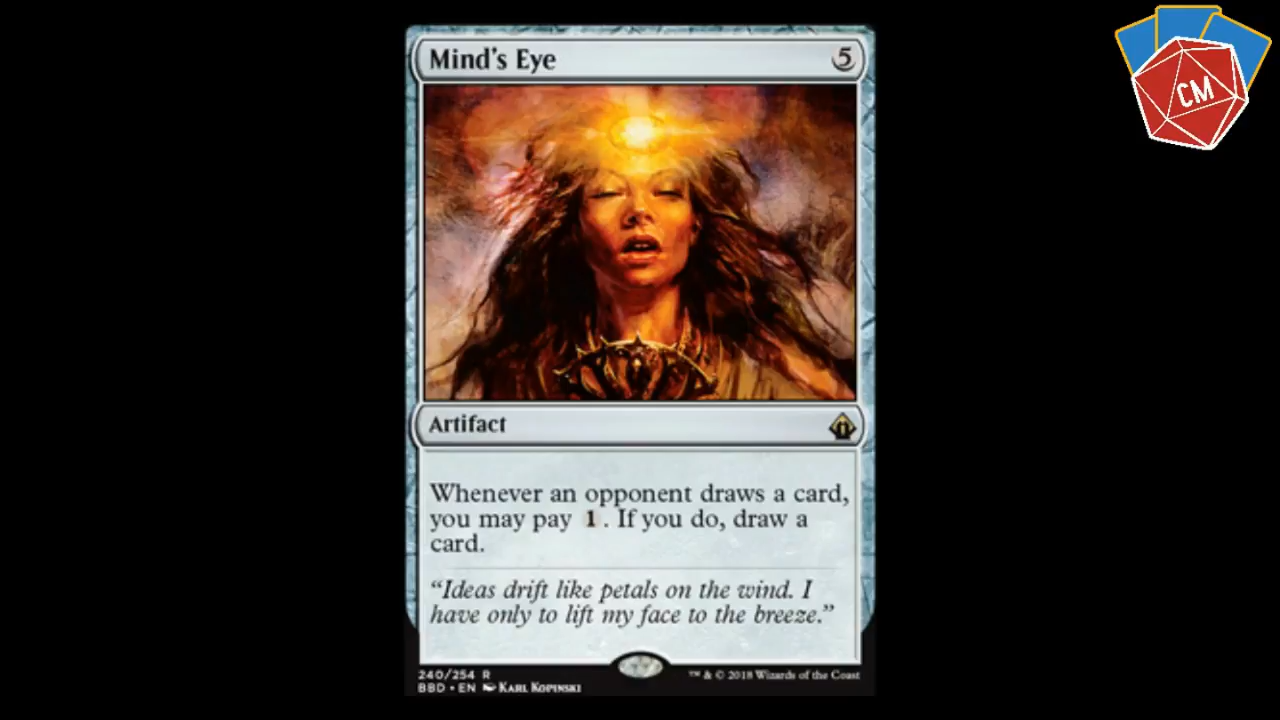 CM
Mind's Eye 5
Artifact
Whenever an opponent draws a card,
you may pay 1. If you do, draw a
card.
“Ideas drift like petals on the wind. I
have only to lift my face to the breeze.”
240/254 R
™ & © 2018 Wizards of the Coast
BBD • EN Karl Kopinski